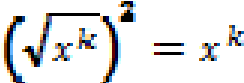 (√x^k)^2 = x^k